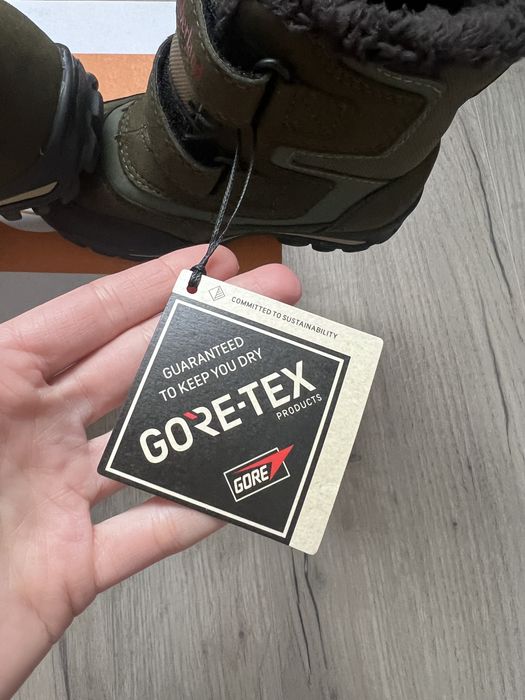 COMMITTED TO SUSTAINABILITY
GUARANTEED
TO KEEP YOU DRY
GORE-TEX
PRODUCTS
GORE